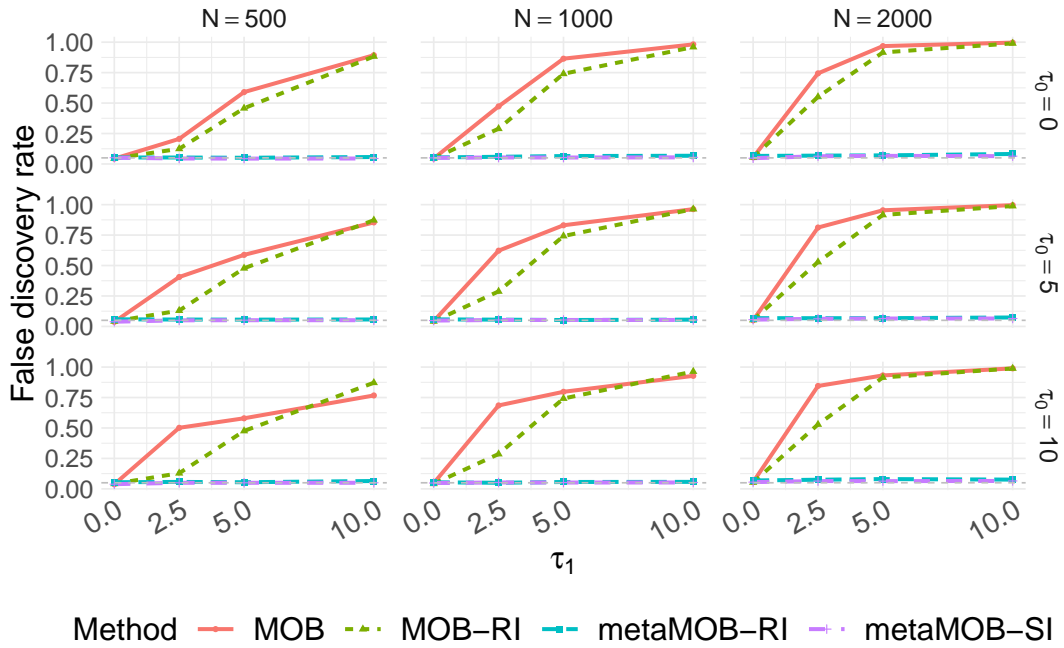 N = 500 N = 1000 N = 2000
1.00
0.75
0.50
0.25
0.00
τ0 = 0
1.00
0.75
0.50
0.25
0.00
τ0 = 5
1.00
0.75
0.50
0.25
0.00
τ0 = 10
False discovery rate
0.0 2.5 5.0 10.0 0.0 2.5 5.0 10.0 0.0 2.5 5.0 10.0
τ1
Method MOB MOB−RI metaMOB−RI metaMOB−SI